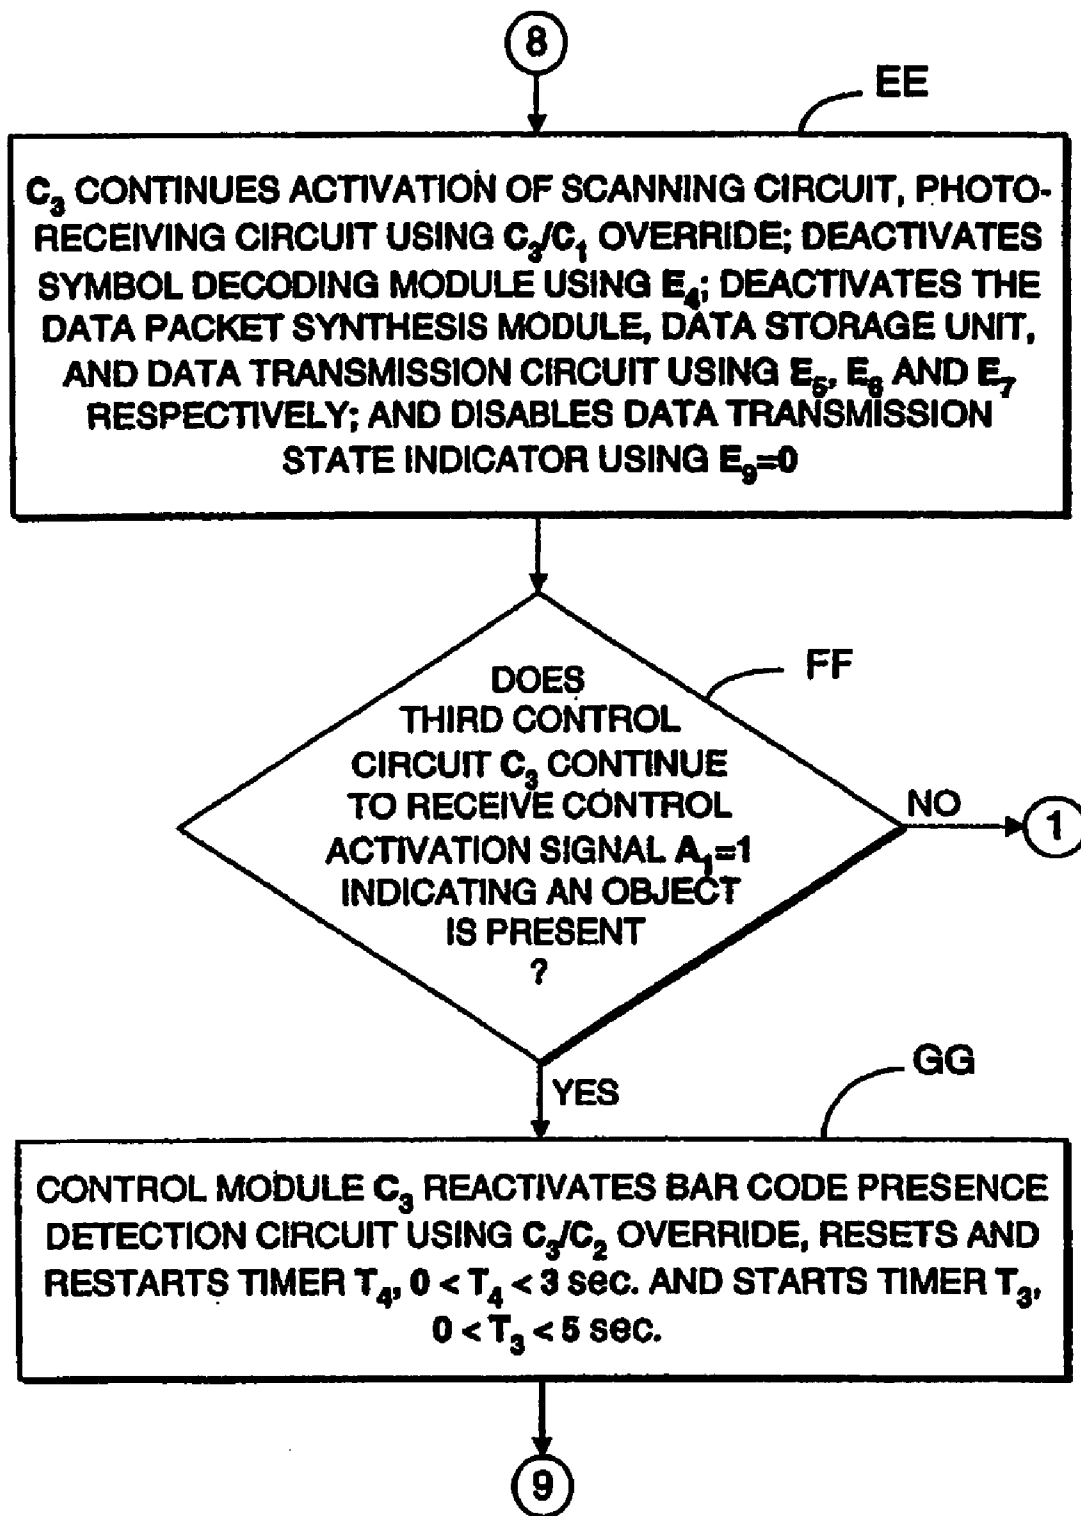 8
EE
C₃ CONTINUES ACTIVATION OF SCANNING CIRCUIT, PHOTO-
RECEIVING CIRCUIT USING C₃/C₁ OVERRIDE; DEACTIVATES
SYMBOL DECODING MODULE USING E₄; DEACTIVATES THE
DATA PACKET SYNTHESIS MODULE, DATA STORAGE UNIT,
AND DATA TRANSMISSION CIRCUIT USING E₅, E₆ AND E₇
RESPECTIVELY; AND DISABLES DATA TRANSMISSION
STATE INDICATOR USING E₉=0
FF
DOES
THIRD CONTROL
CIRCUIT C₃ CONTINUE
TO RECEIVE CONTROL
ACTIVATION SIGNAL A₁=1
INDICATING AN OBJECT
IS PRESENT
?
NO
1
YES
GG
CONTROL MODULE C₃ REACTIVATES BAR CODE PRESENCE
DETECTION CIRCUIT USING C₃/C₂ OVERRIDE, RESETS AND
RESTARTS TIMER T₄, 0 < T₄ < 3 sec. AND STARTS TIMER T₃,
0 < T₃ < 5 sec.
9